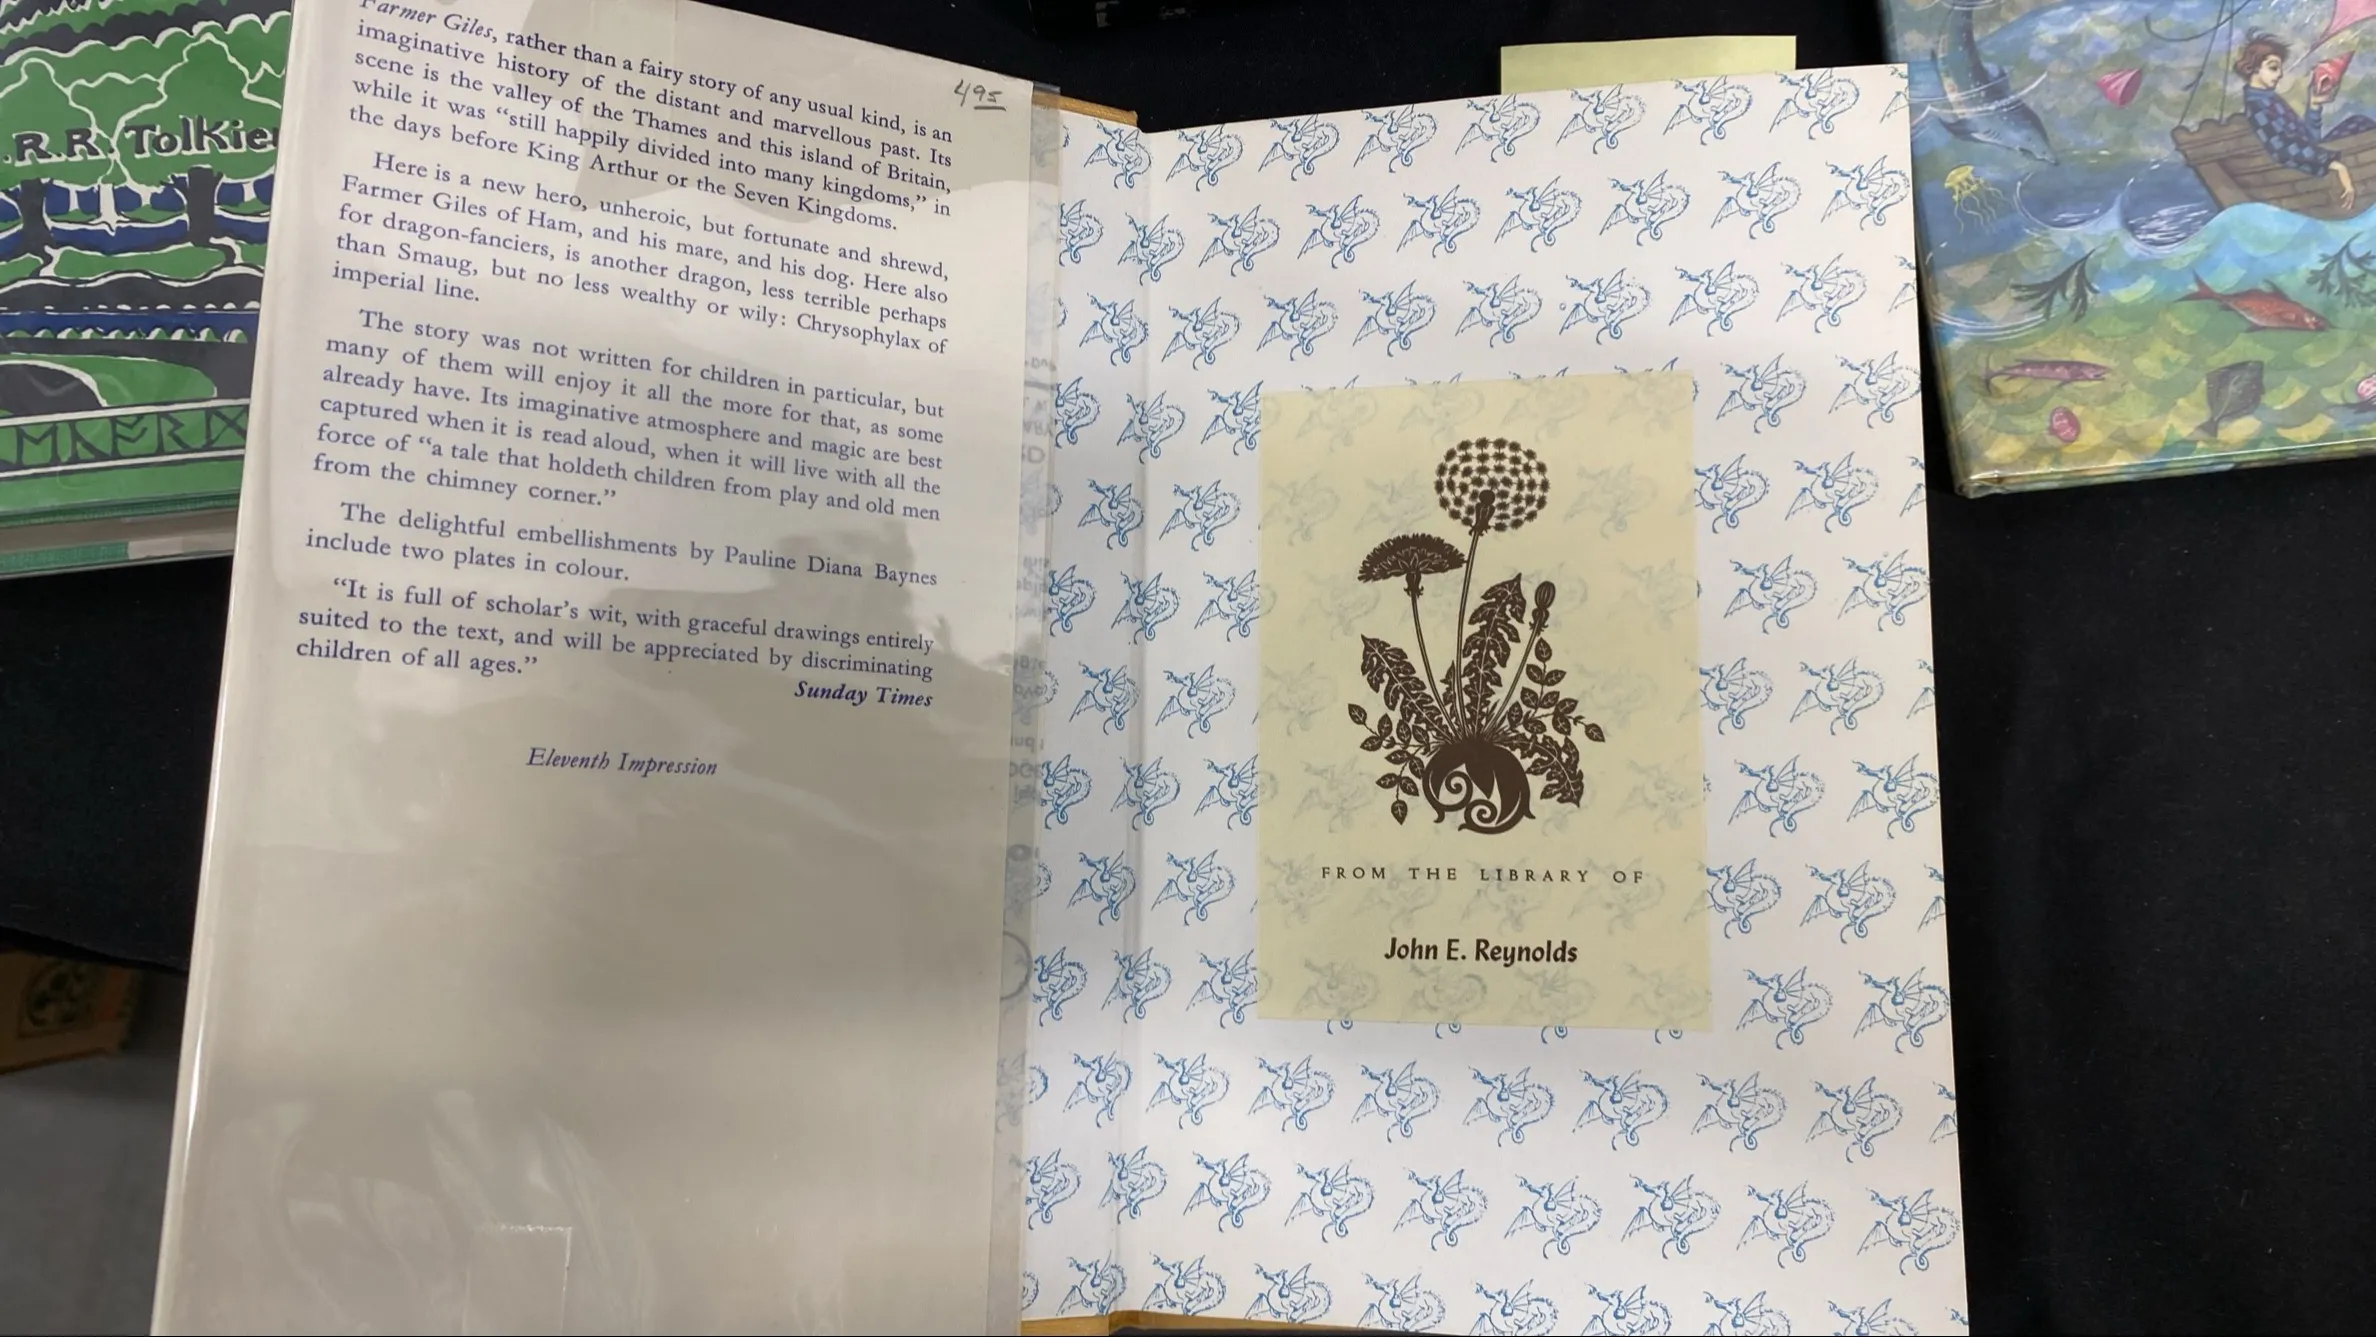 .R.R. Tolkie
Farmer Giles, rather than a fairy story of any usual kind, is an
imaginative history of the distant and marvellous past. Its
scene is the valley of the Thames and this island of Britain,
while it was “still happily divided into many kingdoms,” in
the days before King Arthur or the Seven Kingdoms.
Here is a new hero, unheroic, but fortunate and shrewd,
Farmer Giles of Ham, and his mare, and his dog. Here also
for dragon-fanciers, is another dragon, less terrible perhaps
than Smaug, but no less wealthy or wily: Chrysophylax of
imperial line.
The story was not written for children in particular, but
many of them will enjoy it all the more for that, as some
already have. Its imaginative atmosphere and magic are best
captured when it is read aloud, when it will live with all the
force of “a tale that holdeth children from play and old men
from the chimney corner.”
The delightful embellishments by Pauline Diana Baynes
include two plates in colour.
“It is full of scholar’s wit, with graceful drawings entirely
suited to the text, and will be appreciated by discriminating
children of all ages.”
Sunday Times
Eleventh Impression
495
FROM THE LIBRARY OF
John E. Reynolds